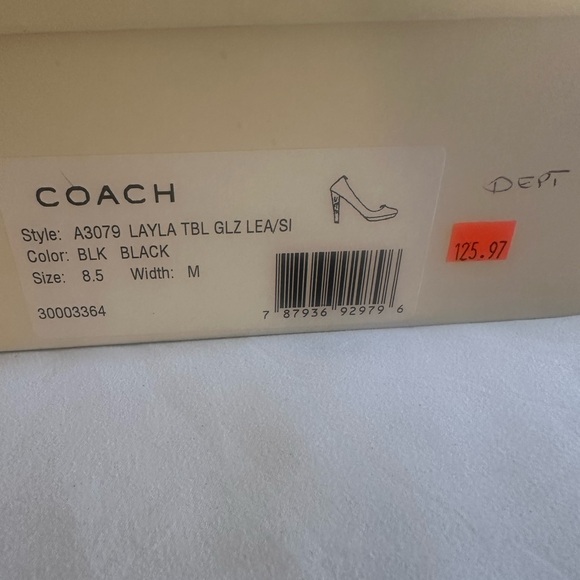 COACH
Style: A3079 LAYLA TBL GLZ LEA/SI
Color: BLK BLACK
Size: 8.5 Width: M
30003364
7 87936 92979 6
DEPT
125.97